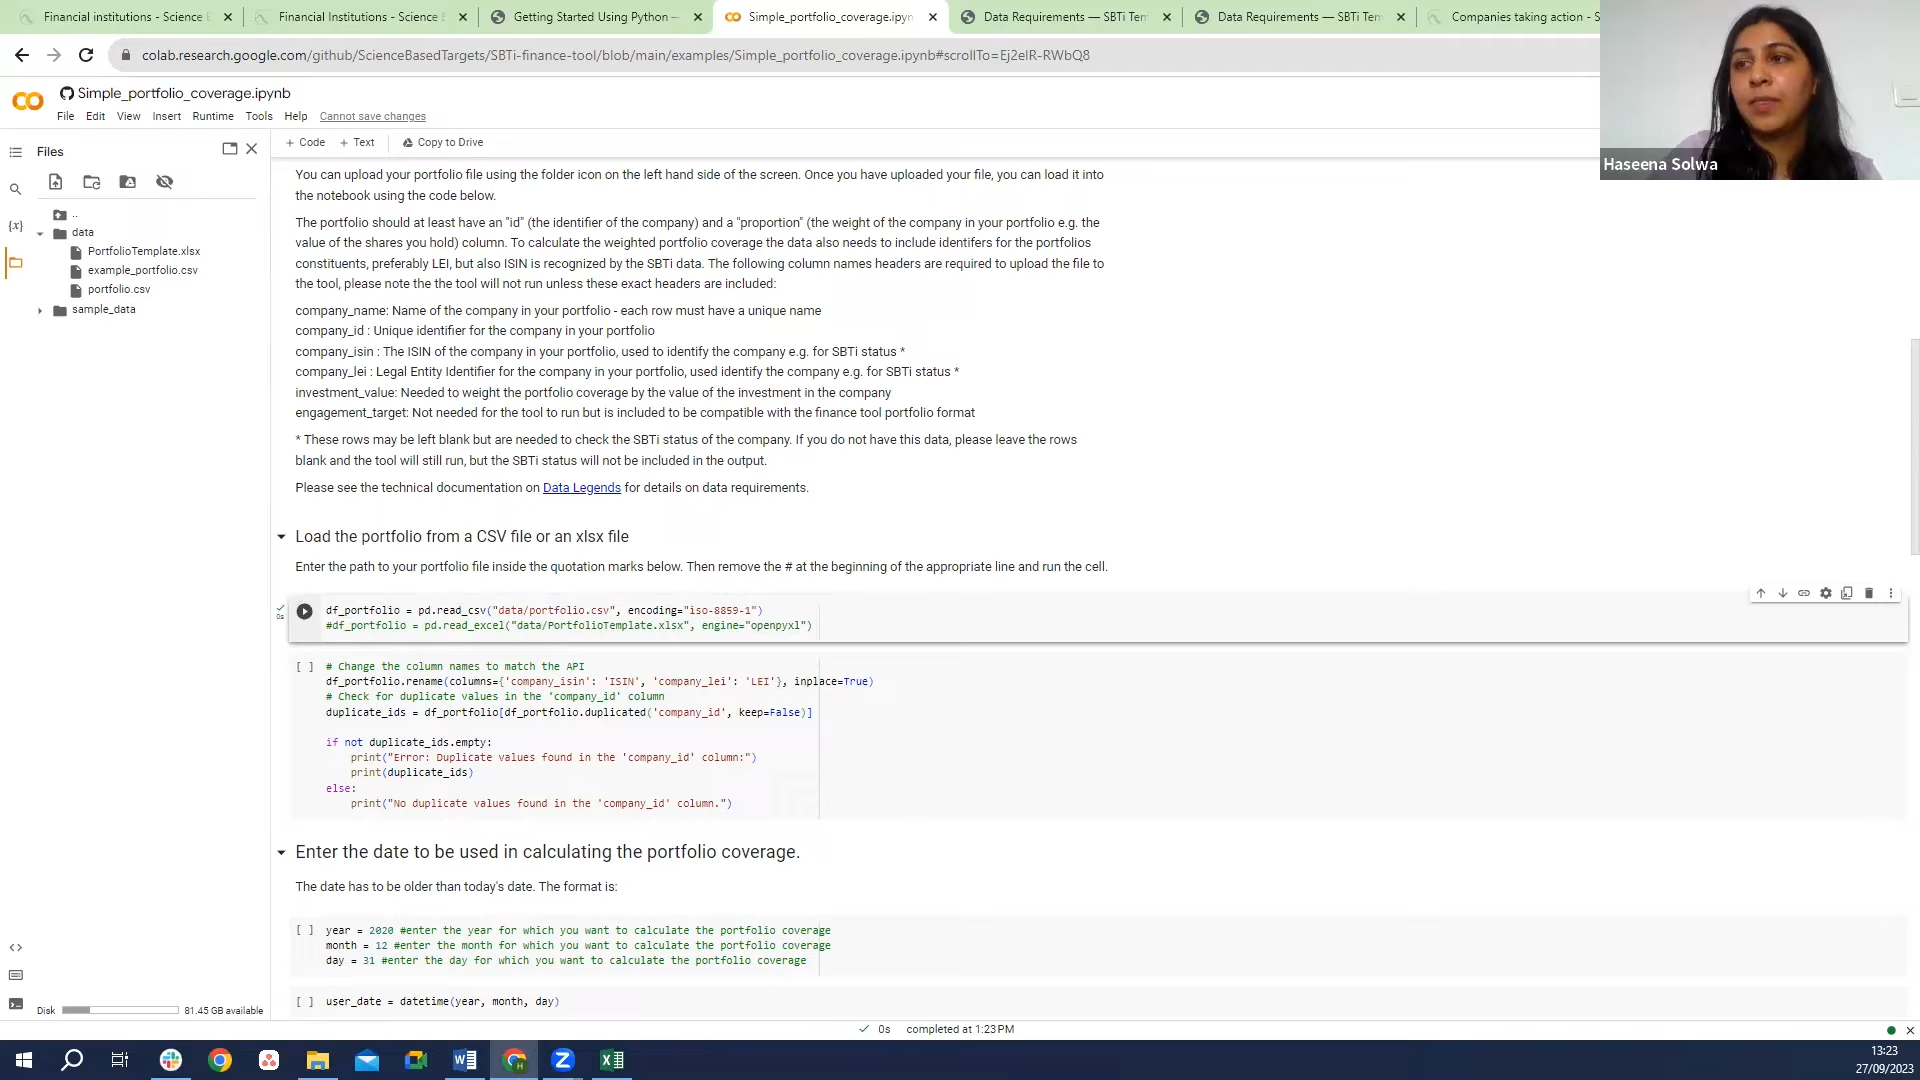 Financial institutions - Science
Financial Institutions - Science
Getting Started Using Python —
Simple_portfolio_coverage.ipyn
Data Requirements — SBTi Tem
Data Requirements — SBTi Tem
Companies taking action - S
colab.research.google.com/github/ScienceBasedTargets/SBTi-finance-tool/blob/main/examples/Simple_portfolio_coverage.ipynb#scrollTo=Ej2elR-RWbQ8
Simple_portfolio_coverage.ipynb
File Edit View Insert Runtime Tools Help Cannot save changes
Haseena Solwa
Files
+ Code + Text Copy to Drive
..
data
PortfolioTemplate.xlsx
example_portfolio.csv
portfolio.csv
sample_data
You can upload your portfolio file using the folder icon on the left hand side of the screen. Once you have uploaded your file, you can load it into
the notebook using the code below.
The portfolio should at least have an "id" (the identifier of the company) and a "proportion" (the weight of the company in your portfolio e.g. the
value of the shares you hold) column. To calculate the weighted portfolio coverage the data also needs to include identifers for the portfolios
constituents, preferably LEI, but also ISIN is recognized by the SBTi data. The following column names headers are required to upload the file to
the tool, please note the the tool will not run unless these exact headers are included:
company_name: Name of the company in your portfolio - each row must have a unique name
company_id : Unique identifier for the company in your portfolio
company_isin : The ISIN of the company in your portfolio, used to identify the company e.g. for SBTi status *
company_lei : Legal Entity Identifier for the company in your portfolio, used identify the company e.g. for SBTi status *
investment_value: Needed to weight the portfolio coverage by the value of the investment in the company
engagement_target: Not needed for the tool to run but is included to be compatible with the finance tool portfolio format
* These rows may be left blank but are needed to check the SBTi status of the company. If you do not have this data, please leave the rows
blank and the tool will still run, but the SBTi status will not be included in the output.
Please see the technical documentation on Data Legends for details on data requirements.
Load the portfolio from a CSV file or an xlsx file
Enter the path to your portfolio file inside the quotation marks below. Then remove the # at the beginning of the appropriate line and run the cell.
0s
df_portfolio = pd.read_csv("data/portfolio.csv", encoding="iso-8859-1")
#df_portfolio = pd.read_excel("data/PortfolioTemplate.xlsx", engine="openpyxl")
[ ] # Change the column names to match the API
df_portfolio.rename(columns={'company_isin': 'ISIN', 'company_lei': 'LEI'}, inplace=True)
# Check for duplicate values in the 'company_id' column
duplicate_ids = df_portfolio[df_portfolio.duplicated('company_id', keep=False)]
if not duplicate_ids.empty:
print("Error: Duplicate values found in the 'company_id' column:")
print(duplicate_ids)
else:
print("No duplicate values found in the 'company_id' column.")
Enter the date to be used in calculating the portfolio coverage.
The date has to be older than today's date. The format is:
[ ] year = 2020 #enter the year for which you want to calculate the portfolio coverage
month = 12 #enter the month for which you want to calculate the portfolio coverage
day = 31 #enter the day for which you want to calculate the portfolio coverage
[ ] user_date = datetime(year, month, day)
Disk 81.45 GB available
0s completed at 1:23 PM
13:23
27/09/2023